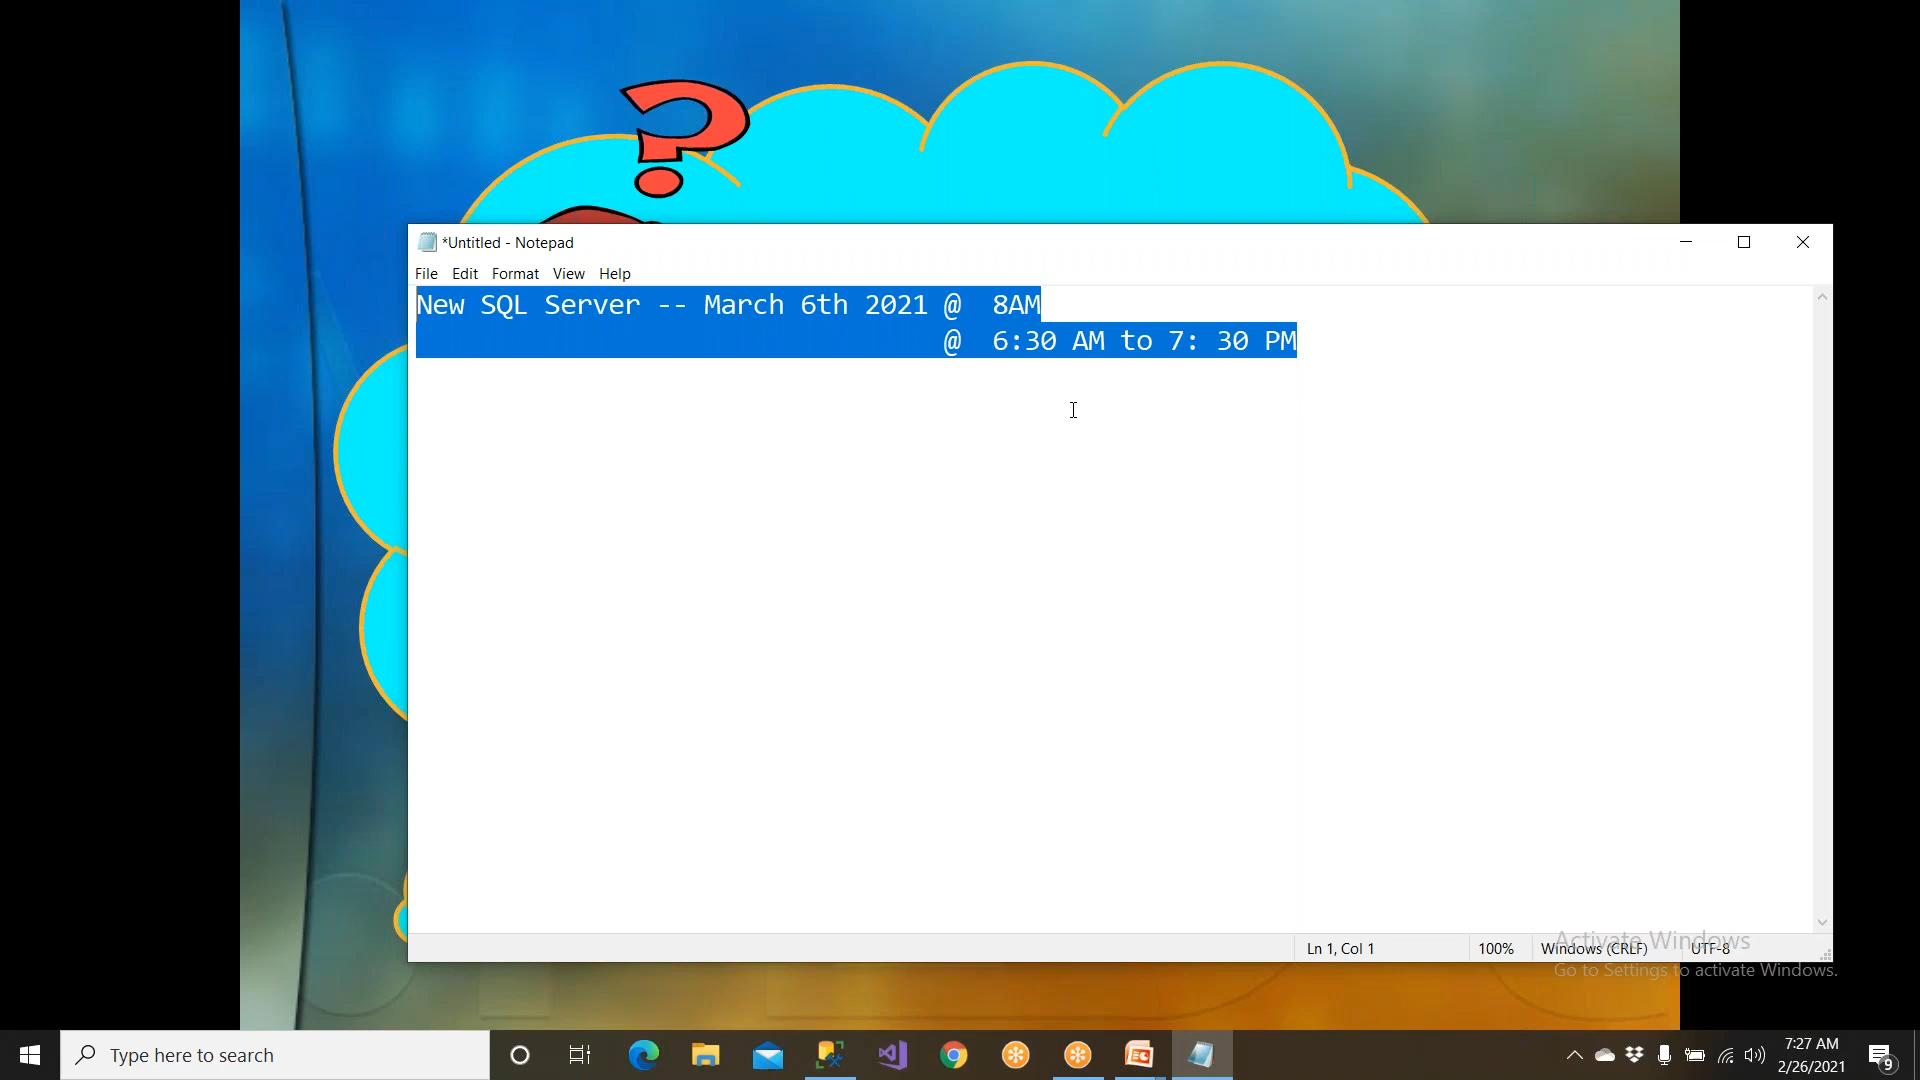 ?
*Untitled - Notepad
File Edit Format View Help
New SQL Server -- March 6th 2021 @  8AM
@  6:30 AM to 7: 30 PM
Ln 1, Col 1
100%
Windows (CRLF)
UTF-8
Activate Windows
Go to Settings to activate Windows.
Type here to search
7:27 AM
2/26/2021
9